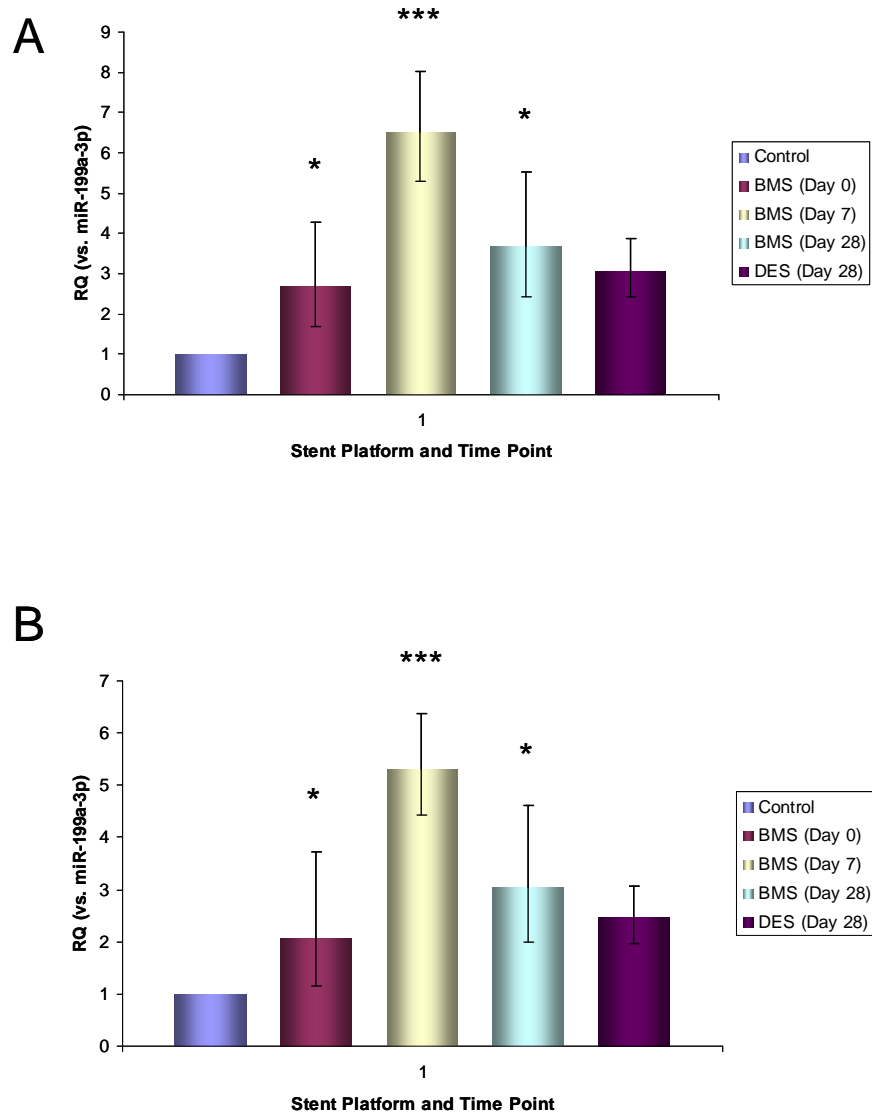 A
***
9
8
7
6
5
4
3
2
1
0
*
*
RQ (vs. miR-199a-3p)
1
Stent Platform and Time Point
Control
BMS (Day 0)
BMS (Day 7)
BMS (Day 28)
DES (Day 28)
B
***
7
6
5
4
3
2
1
0
*
*
RQ (vs. miR-199a-3p)
1
Stent Platform and Time Point
Control
BMS (Day 0)
BMS (Day 7)
BMS (Day 28)
DES (Day 28)